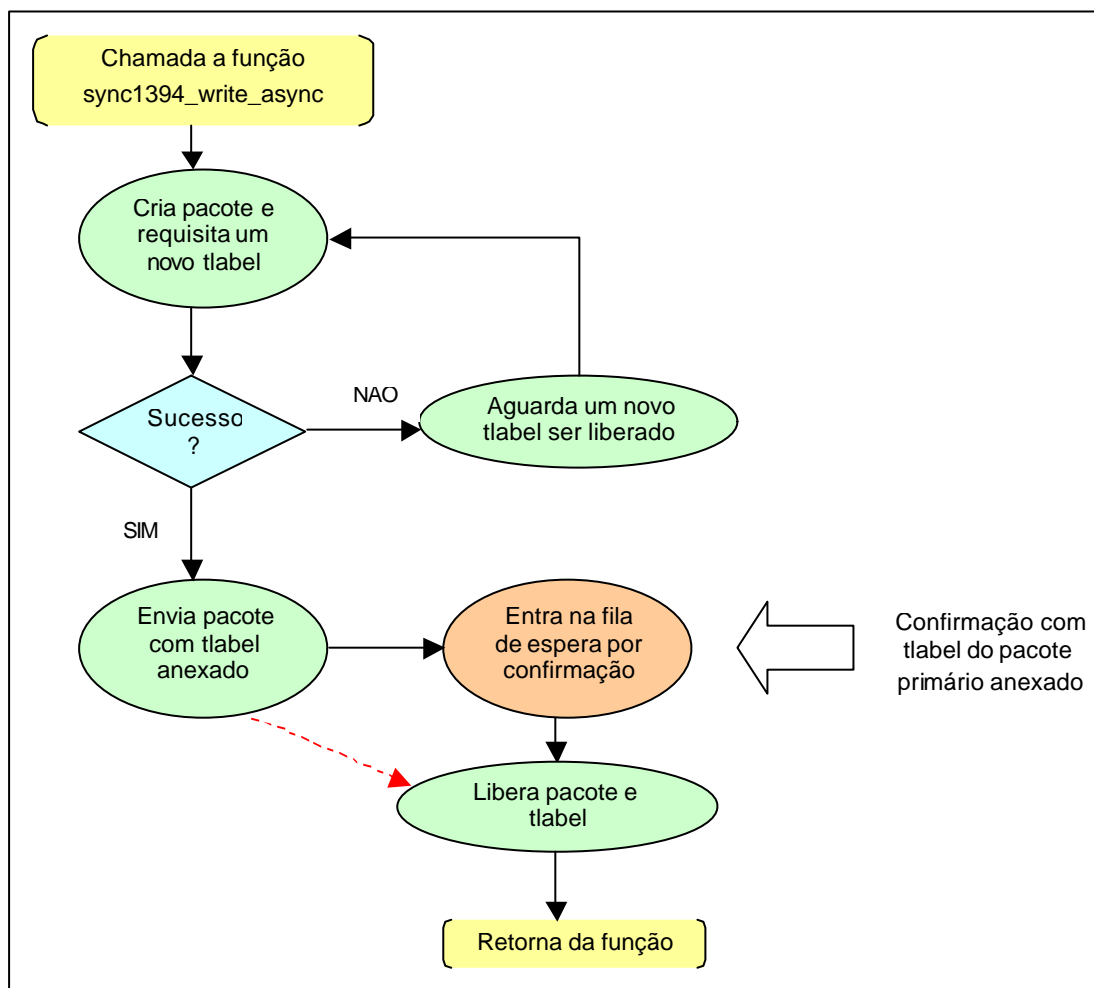 Chamada a função
sync1394_write_async
Cria pacote e
requisita um
novo tlabel
Sucesso
?
NAO
Aguarda um novo
tlabel ser liberado
SIM
Envia pacote
com tlabel
anexado
Entra na fila
de espera por
confirmação
Confirmação com
tlabel do pacote
primário anexado
Libera pacote e
tlabel
Retorna da função